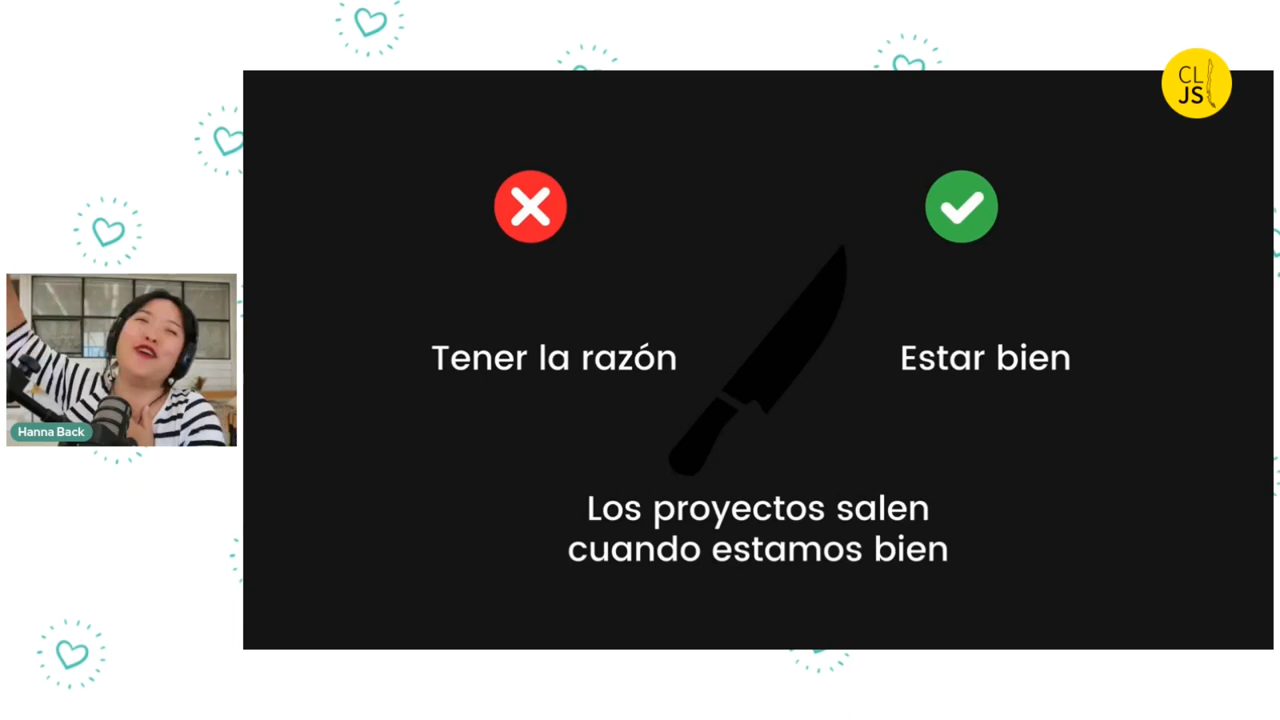 CL
JS
Tener la razón
Estar bien
Hanna Back
Los proyectos salen
cuando estamos bien